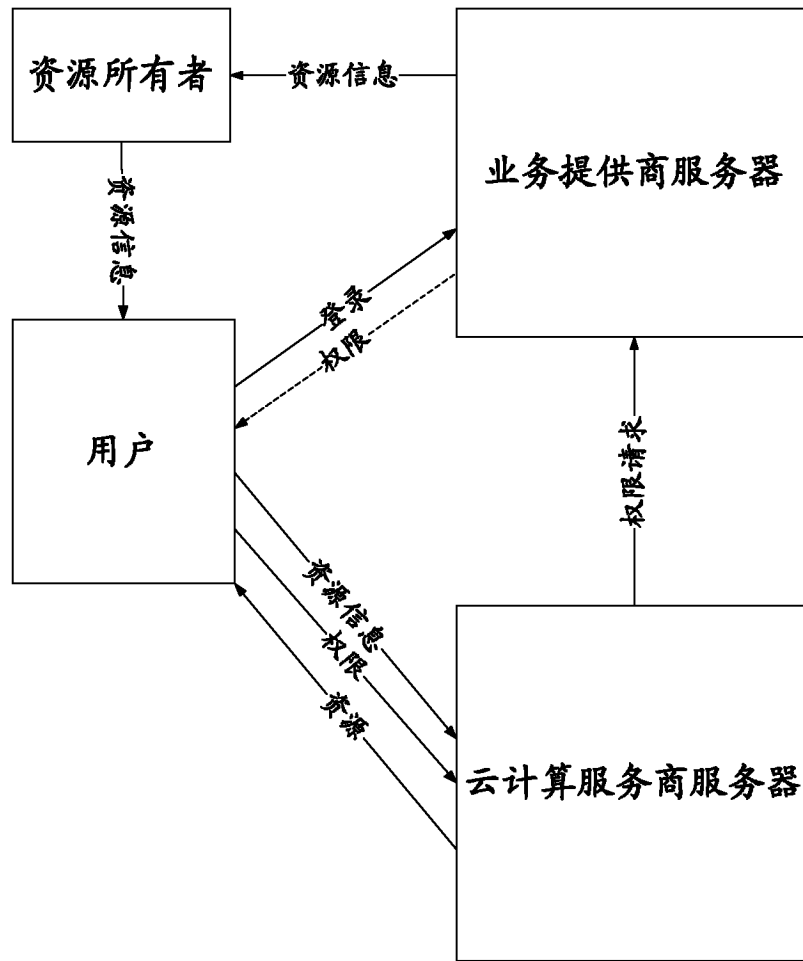 资源所有者
资源信息
业务提供商服务器
资源信息
登录
权限
用户
权限请求
资源信息
权限
资源
云计算服务商服务器